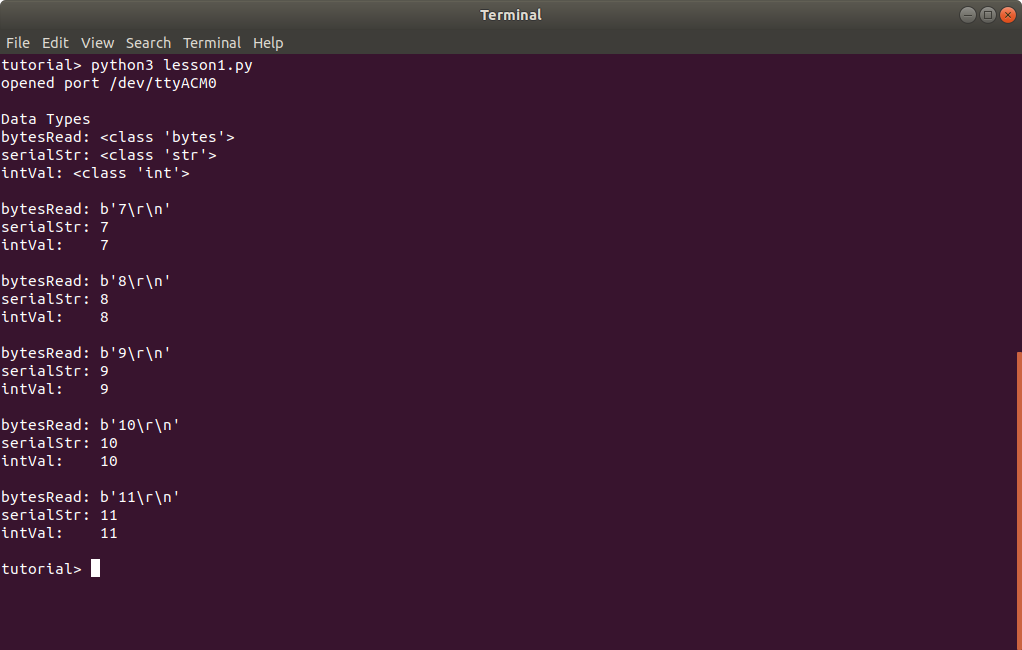 Terminal
File Edit View Search Terminal Help
tutorial> python3 lesson1.py
opened port /dev/ttyACM0
Data Types
bytesRead: <class 'bytes'>
serialStr: <class 'str'>
intVal: <class 'int'>
bytesRead: b'7\r\n'
serialStr: 7
intVal:    7
bytesRead: b'8\r\n'
serialStr: 8
intVal:    8
bytesRead: b'9\r\n'
serialStr: 9
intVal:    9
bytesRead: b'10\r\n'
serialStr: 10
intVal:    10
bytesRead: b'11\r\n'
serialStr: 11
intVal:    11
tutorial>